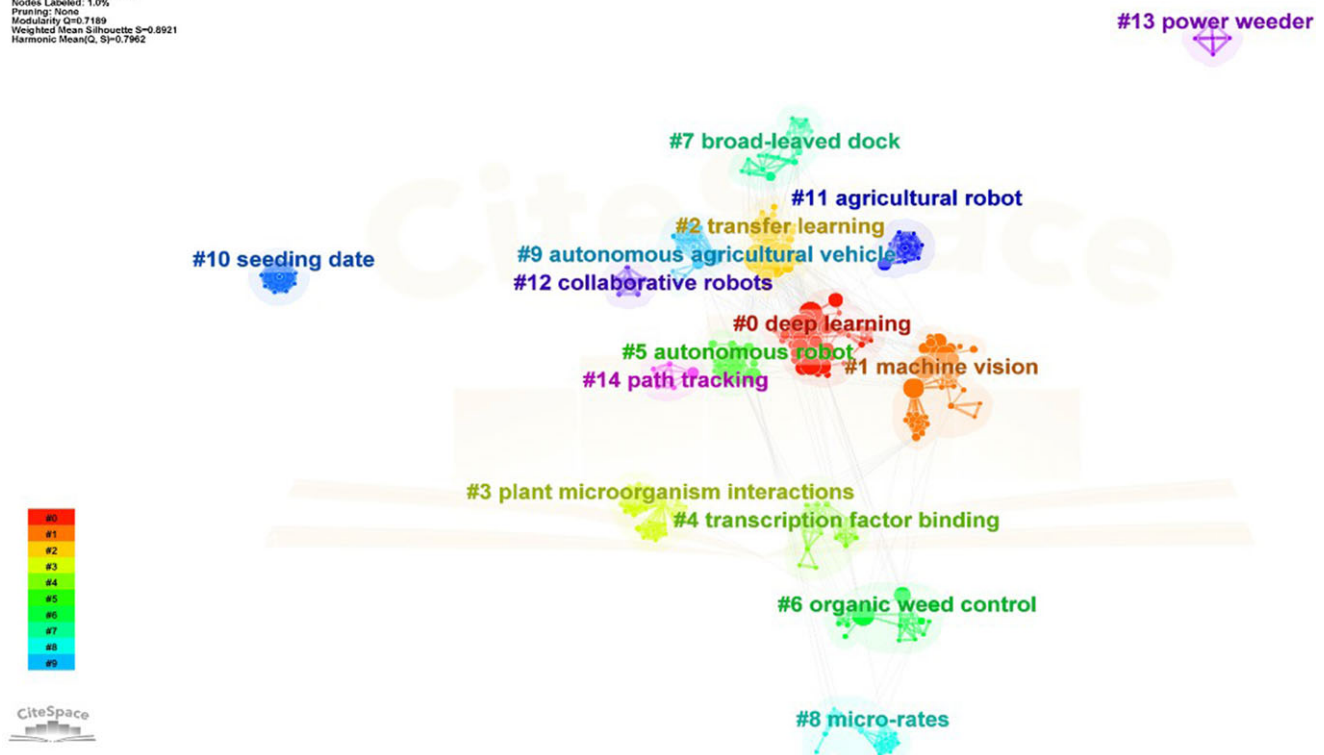 Nodes Labeled: 1.0%
Pruning: None
Modularity Q=0.7189
Weighted Mean Silhouette S=0.8921
Harmonic Mean(Q, S)=0.7962
#13 power weeder
#7 broad-leaved dock
#11 agricultural robot
#2 transfer learning
#9 autonomous agricultural vehicle
#10 seeding date
#12 collaborative robots
#0 deep learning
#5 autonomous robot
#1 machine vision
#14 path tracking
#3 plant microorganism interactions
#4 transcription factor binding
#6 organic weed control
#8 micro-rates
#0
#1
#2
#3
#4
#5
#6
#7
#8
#9
CiteSpace
CiteSpace